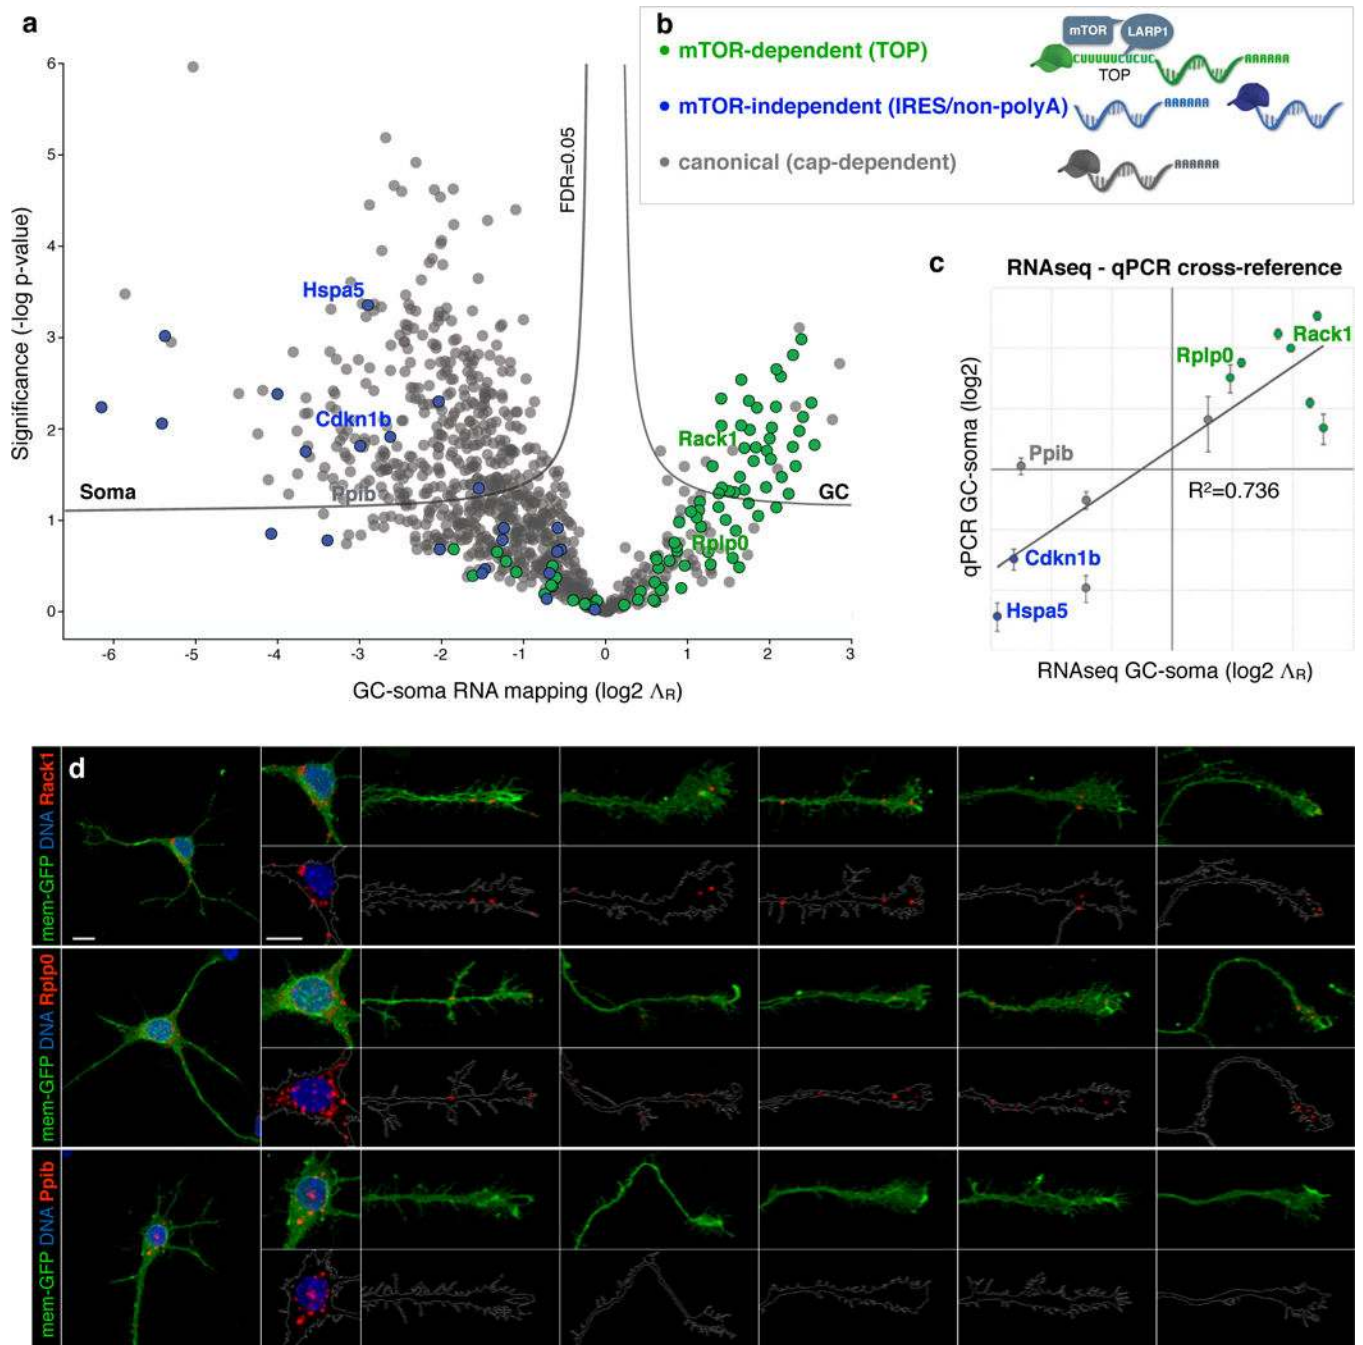 a
6
5
4
3
2
1
0
Significance (-log p-value)
FDR=0.05
Hspa5
Cdkn1b
Ppib
Rack1
Rplp0
Soma
GC
-6
-5
-4
-3
-2
-1
0
1
2
3
GC-soma RNA mapping (log2 ΛR)
b
mTOR-dependent (TOP)
mTOR
LARP1
CUUUUUCUCUC
AAAAAA
TOP
mTOR-independent (IRES/non-polyA)
AAAAAA
canonical (cap-dependent)
AAAAAA
c
RNAseq - qPCR cross-reference
qPCR GC-soma (log2)
Rack1
Rplp0
Ppib
R²=0.736
Cdkn1b
Hspa5
RNAseq GC-soma (log2 ΛR)
d
mem-GFP DNA Rack1
mem-GFP DNA Rplp0
mem-GFP DNA Ppib